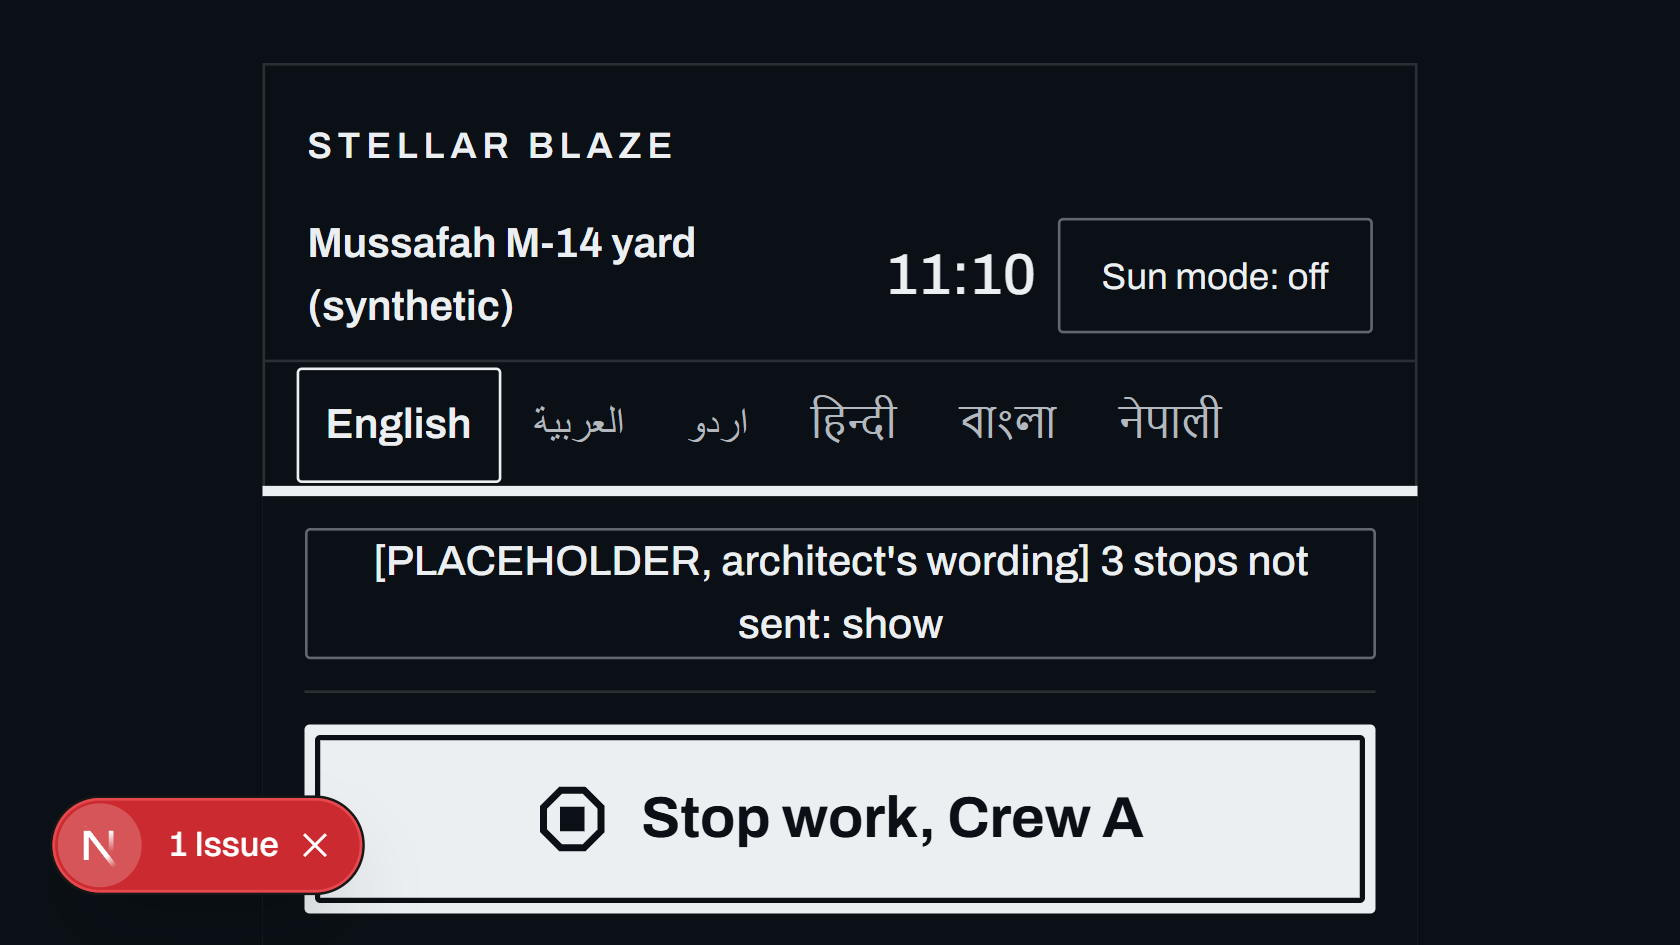 STELLAR BLAZE
Mussafah M-14 yard
(synthetic)
11:10
Sun mode: off
English العربية اردو हिन्दी বাংলা नेपाली
[PLACEHOLDER, architect's wording] 3 stops not
sent: show
Stop work, Crew A
N 1 Issue